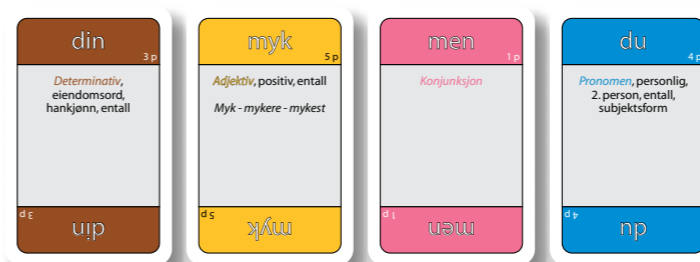 din
3 p
Determinativ, eiendomsord,
hankjønn, entall
3 p
din
myk
5 p
Adjektiv, positiv, entall
Myk - mykere - mykest
5 p
myk
men
1 p
Konjunksjon
1 p
men
du
4 p
Pronomen, personlig,
2. person, entall,
subjektsform
4 p
du